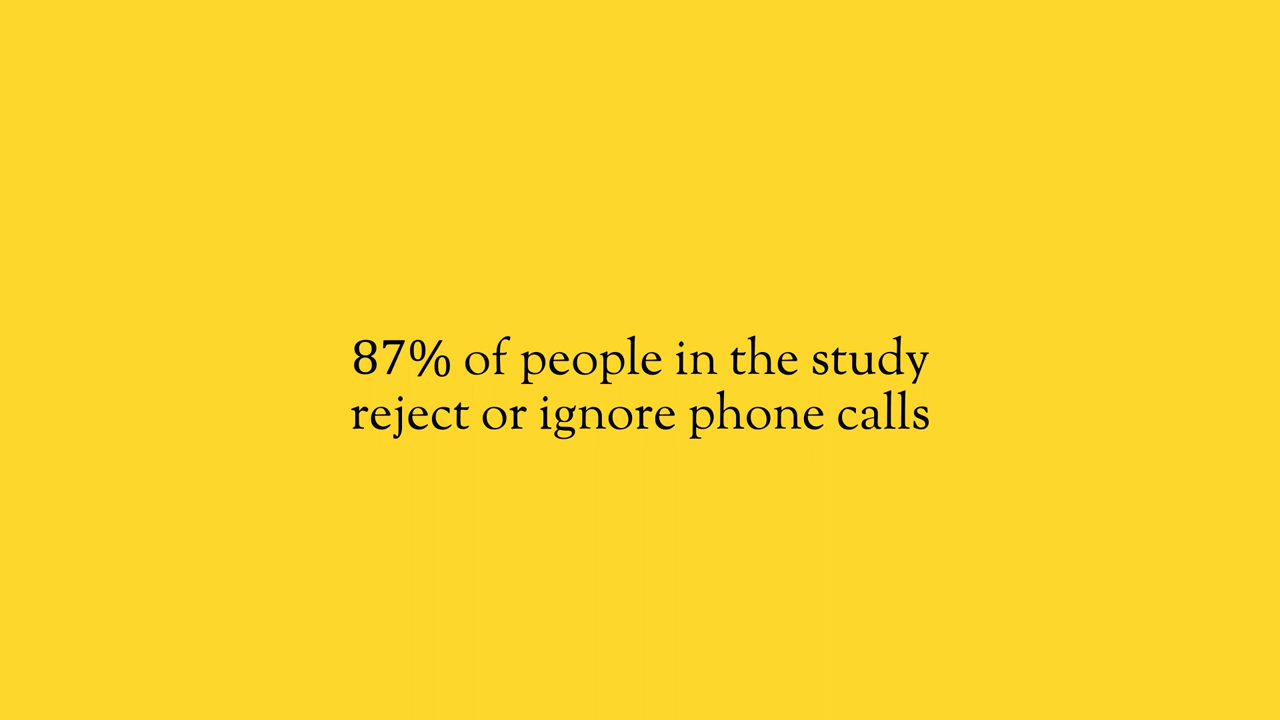 87% of people in the study
reject or ignore phone calls